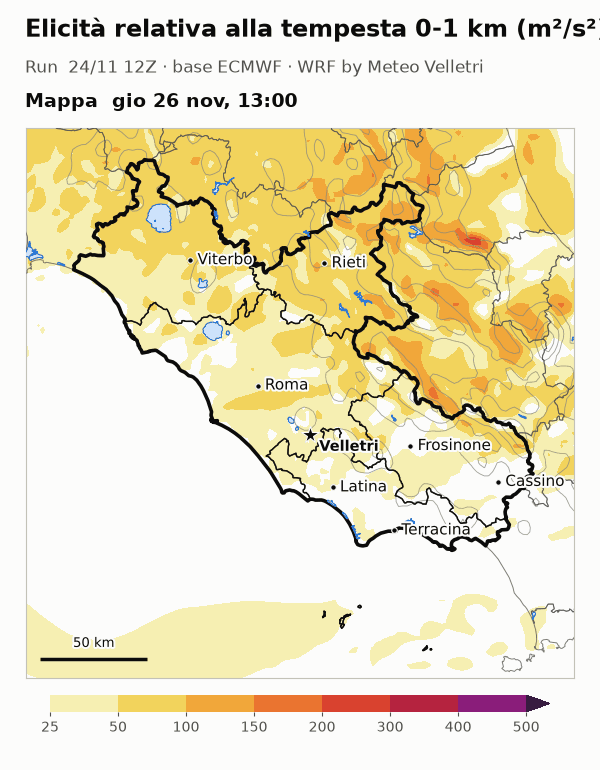 Elicità relativa alla tempesta 0-1 km (m²/s²)
Run  24/11 12Z · base ECMWF · WRF by Meteo Velletri
Mappa  gio 26 nov, 13:00
Viterbo
Rieti
Roma
Velletri
Frosinone
Cassino
Latina
Terracina
50 km
25 50 100 150 200 300 400 500